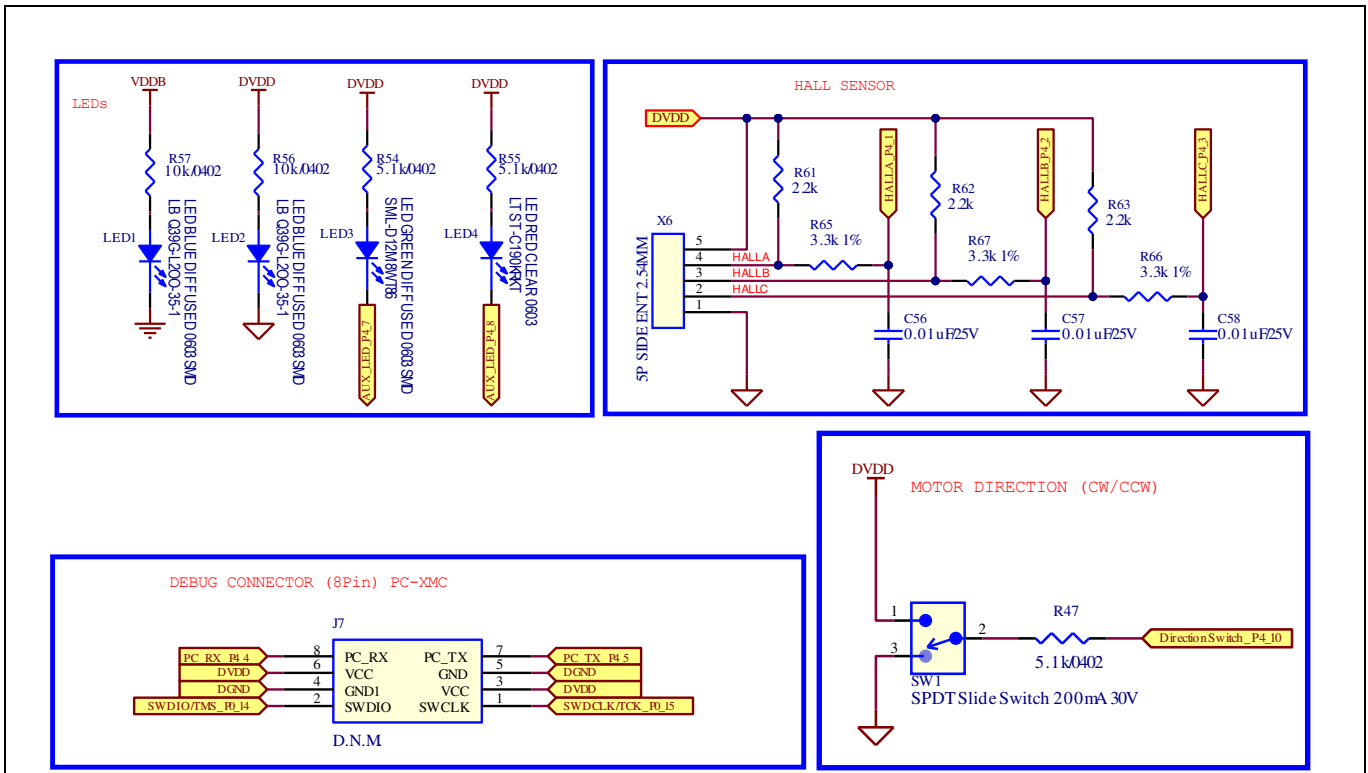 LEDs
VDDB
DVDD
DVDD
DVDD
R57
10k/0402
R56
10k/0402
R54
5.1k/0402
R55
5.1k/0402
LED1
LED2
LED3
LED4
LED BLUE DIFFUSED 0603 SMD
LB Q39G-L2OO-35-1
LED BLUE DIFFUSED 0603 SMD
LB Q39G-L2OO-35-1
LED GREEN DIFFUSED 0603 SMD
SML-D12M8WT86
LED RED CLEAR 0603
LTST-C190KRKT
AUX_LED_P4_7
AUX_LED_P4_8
HALL SENSOR
DVDD
HALLA_P4_1
HALLB_P4_2
HALLC_P4_3
R61
2.2k
R62
2.2k
R63
2.2k
R65
3.3k 1%
R67
3.3k 1%
R66
3.3k 1%
X6
5P SIDE ENT 2.54MM
5
4
3
2
1
HALLA
HALLB
HALLC
C56
0.01uF/25V
C57
0.01uF/25V
C58
0.01uF/25V
DVDD
MOTOR DIRECTION (CW/CCW)
1
3
2
R47
5.1k/0402
Direction Switch_P4_10
SW1
SPDT Slide Switch 200mA 30V
DEBUG CONNECTOR (8Pin) PC-XMC
J7
PC_RX_P4 4
DVDD
DGND
SWDIO/TMS_P0_14
8
6
4
2
PC_RX
VCC
GND1
SWDIO
PC_TX
GND
VCC
SWCLK
7
5
3
1
PC_TX_P4 5
DGND
DVDD
SWDCLK/TCK_P0_15
D.N.M.